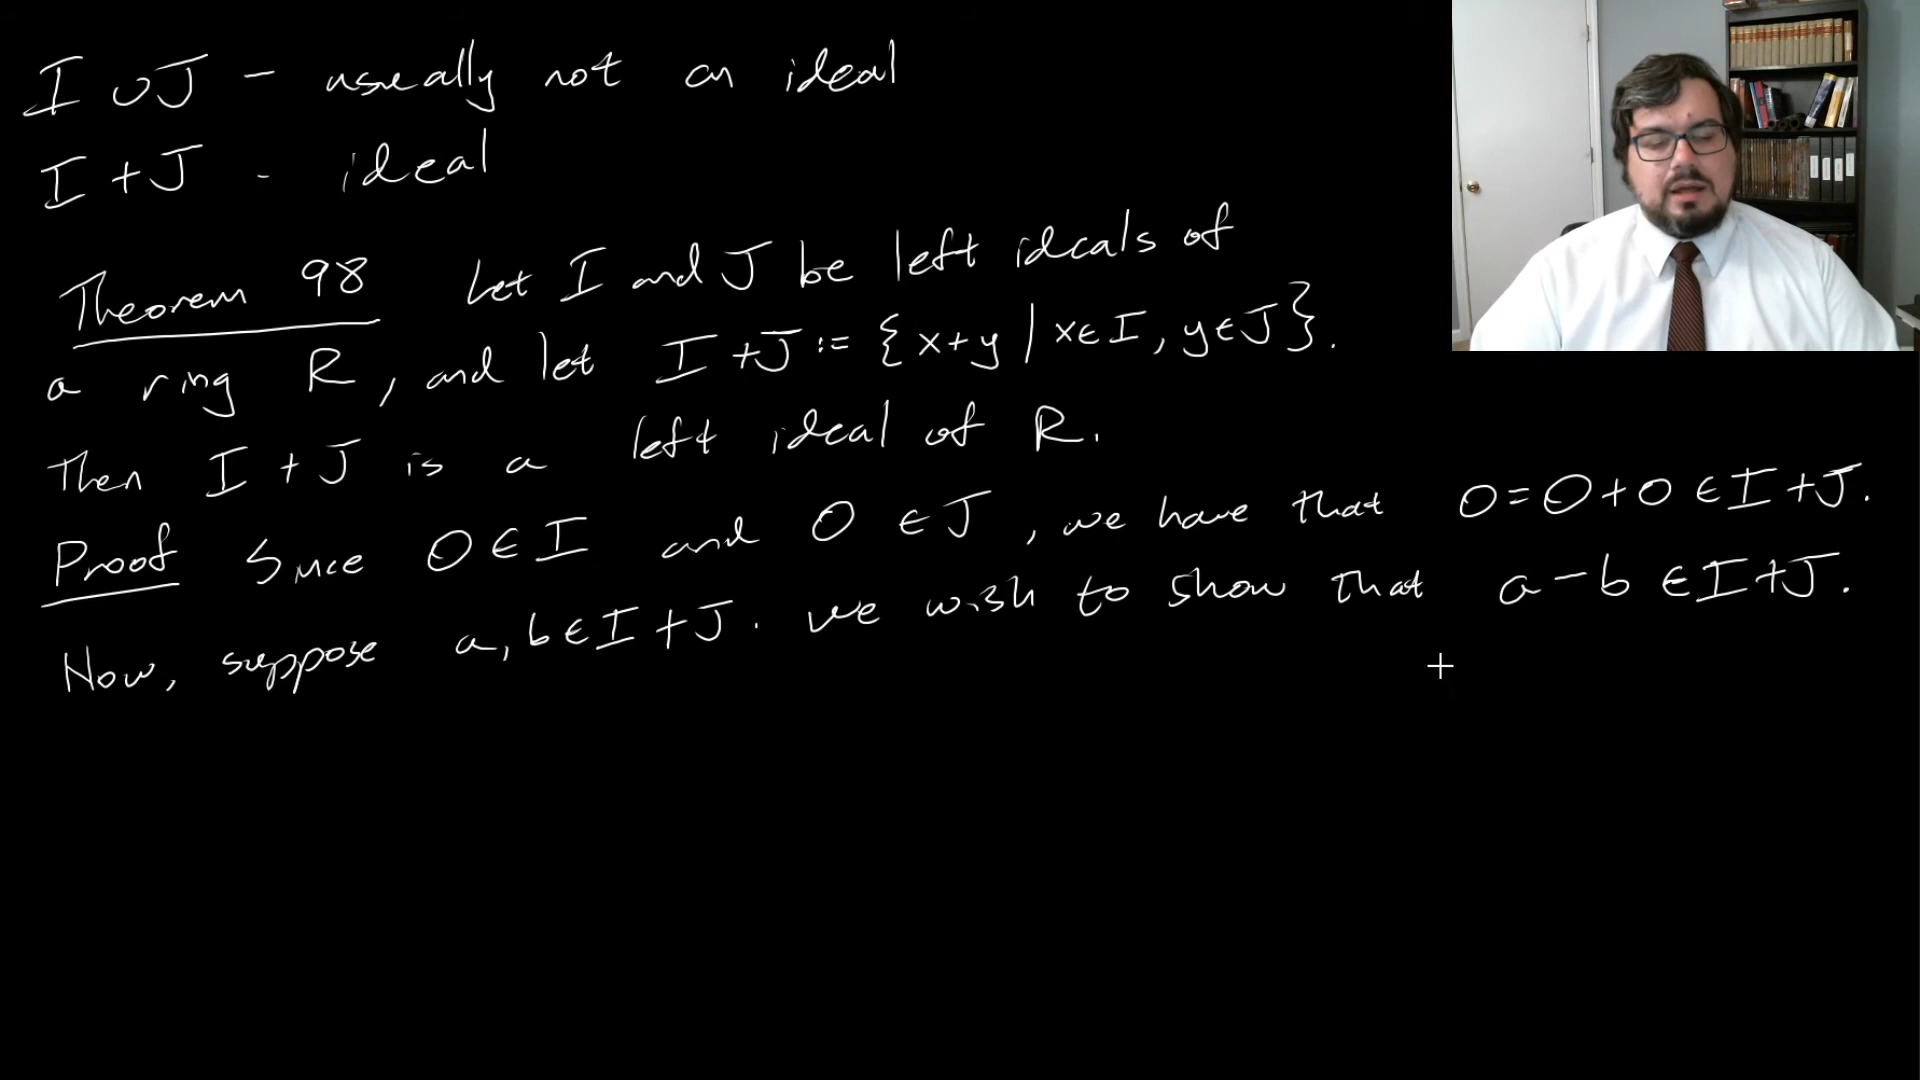 I ∪ J - usually not an ideal
I + J - ideal
Theorem 98 Let I and J be left ideals of
a ring R, and let I + J := {x+y | x∈I, y∈J}.
Then I + J is a left ideal of R.
Proof Since 0 ∈ I and 0 ∈ J, we have that 0 = 0 + 0 ∈ I + J.
Now, suppose a, b ∈ I + J. We wish to show that a - b ∈ I + J.